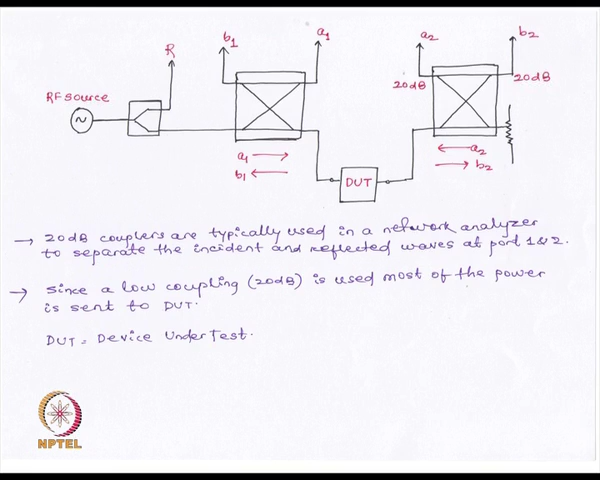 R
b1
a1
a2
b2
RF Source
~
20dB
20dB
a1 →
b1 ←
DUT
← a2
→ b2
→ 20dB couplers are typically used in a network analyzer
to separate the incident and reflected waves at port 1&2.
→ Since a low coupling (20dB) is used most of the power
is sent to DUT.
DUT = Device Under Test.
NPTEL